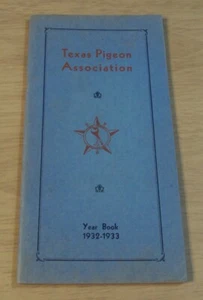 Texas Pigeon
Association
Year Book
1932-1933